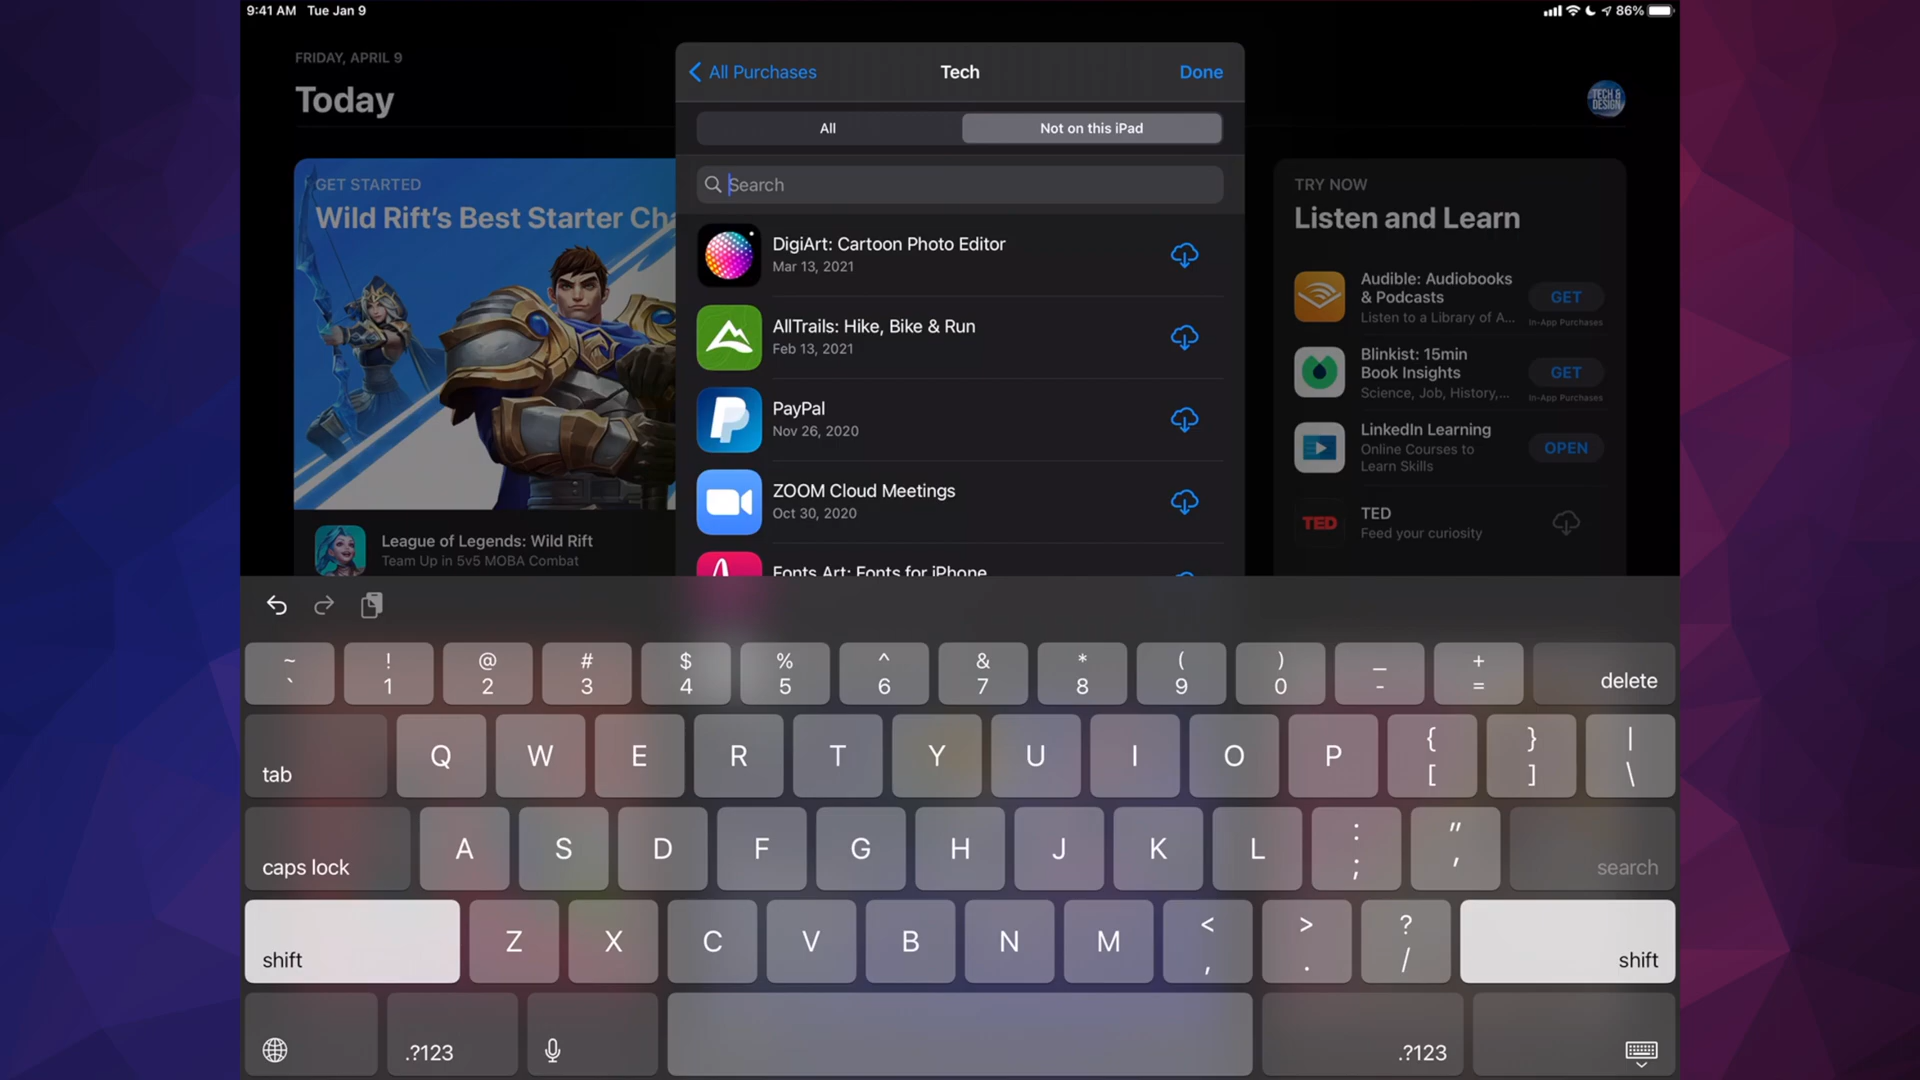 9:41 AM Tue Jan 9
86%
FRIDAY, APRIL 9
Today
TECH &
DESIGN
All Purchases
Tech
Done
All
Not on this iPad
Search
DigiArt: Cartoon Photo Editor
Mar 13, 2021
AllTrails: Hike, Bike & Run
Feb 13, 2021
PayPal
Nov 26, 2020
ZOOM Cloud Meetings
Oct 30, 2020
Fonts Art: Fonts for iPhone
GET STARTED
Wild Rift's Best Starter Cha
League of Legends: Wild Rift
Team Up in 5v5 MOBA Combat
TRY NOW
Listen and Learn
Audible: Audiobooks
& Podcasts
Listen to a Library of A...
GET
In-App Purchases
Blinkist: 15min
Book Insights
Science, Job, History,...
GET
In-App Purchases
LinkedIn Learning
Online Courses to
Learn Skills
OPEN
TED
TED
Feed your curiosity
~ ! @ # $ % ^ & * ( ) _ +
` 1 2 3 4 5 6 7 8 9 0 - = delete
tab Q W E R T Y U I O P { } |
[ ] \
caps lock A S D F G H J K L : "
; ' search
shift Z X C V B N M < > ?
, . / shift
.?123 .?123